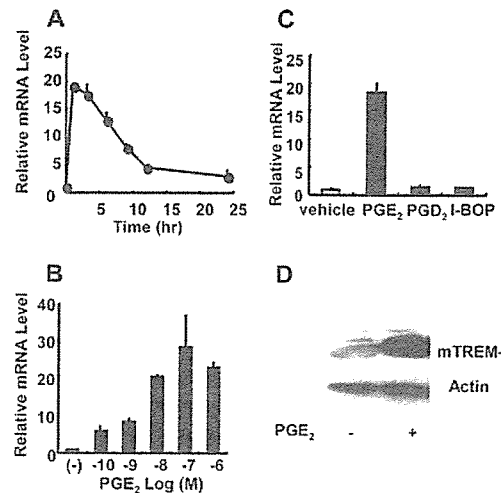 A
Relative mRNA Level
25
20
15
10
5
0
5 10 15 20 25
Time (hr)
C
Relative mRNA Level
25
20
15
10
5
0
vehicle PGE₂ PGD₂ I-BOP
B
Relative mRNA Level
40
30
20
10
0
(-) -10 -9 -8 -7 -6
PGE₂ Log (M)
D
mTREM-
Actin
PGE₂ - +